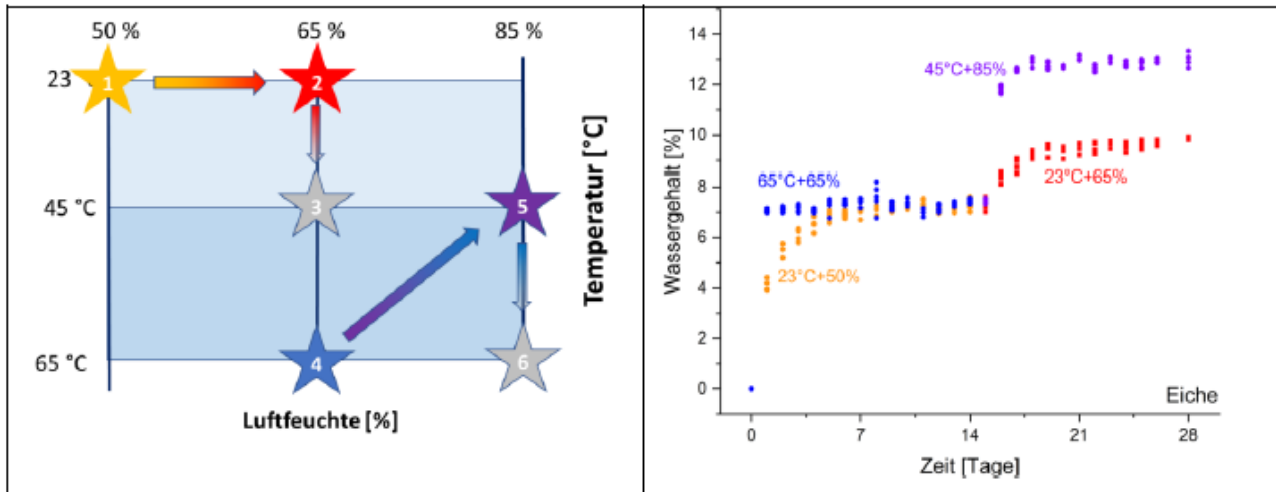 50 %
65 %
85 %
23
1
2
3
45 °C
5
65 °C
4
6
Luftfeuchte [%]
Temperatur [°C]
14
12
10
8
6
4
2
0
Wassergehalt [%]
45°C+85%
65°C+65%
23°C+65%
23°C+50%
Eiche
0
7
14
21
28
Zeit [Tage]